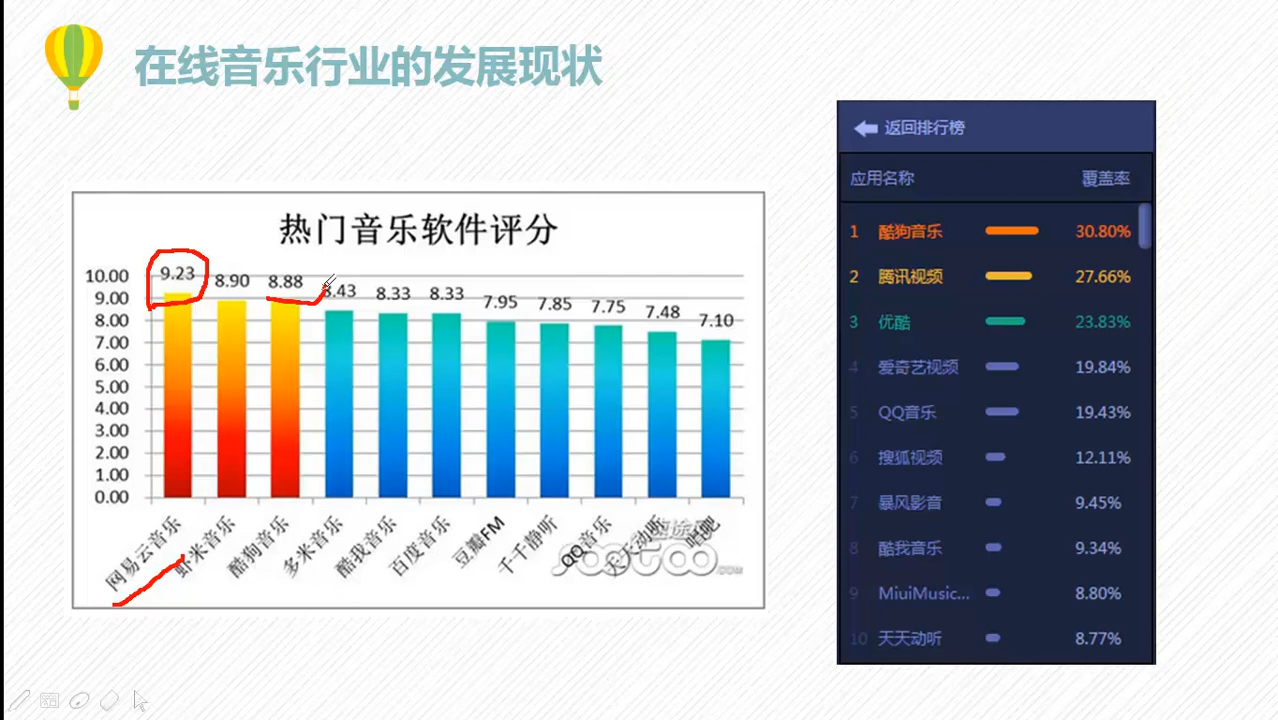 在线音乐行业的发展现状
热门音乐软件评分
10.00
9.00
8.00
7.00
6.00
5.00
4.00
3.00
2.00
1.00
0.00
9.23
8.90
8.88
8.43
8.33
8.33
7.95
7.85
7.75
7.48
7.10
网易云音乐
虾米音乐
酷狗音乐
多米音乐
酷我音乐
百度音乐
豆瓣FM
千千静听
QQ音乐
天天动听
唱吧
速途网
sootoo.com
返回排行榜
应用名称 覆盖率
1 酷狗音乐 30.80%
2 腾讯视频 27.66%
3 优酷 23.83%
4 爱奇艺视频 19.84%
5 QQ音乐 19.43%
6 搜狐视频 12.11%
7 暴风影音 9.45%
8 酷我音乐 9.34%
9 MiuiMusic... 8.80%
10 天天动听 8.77%